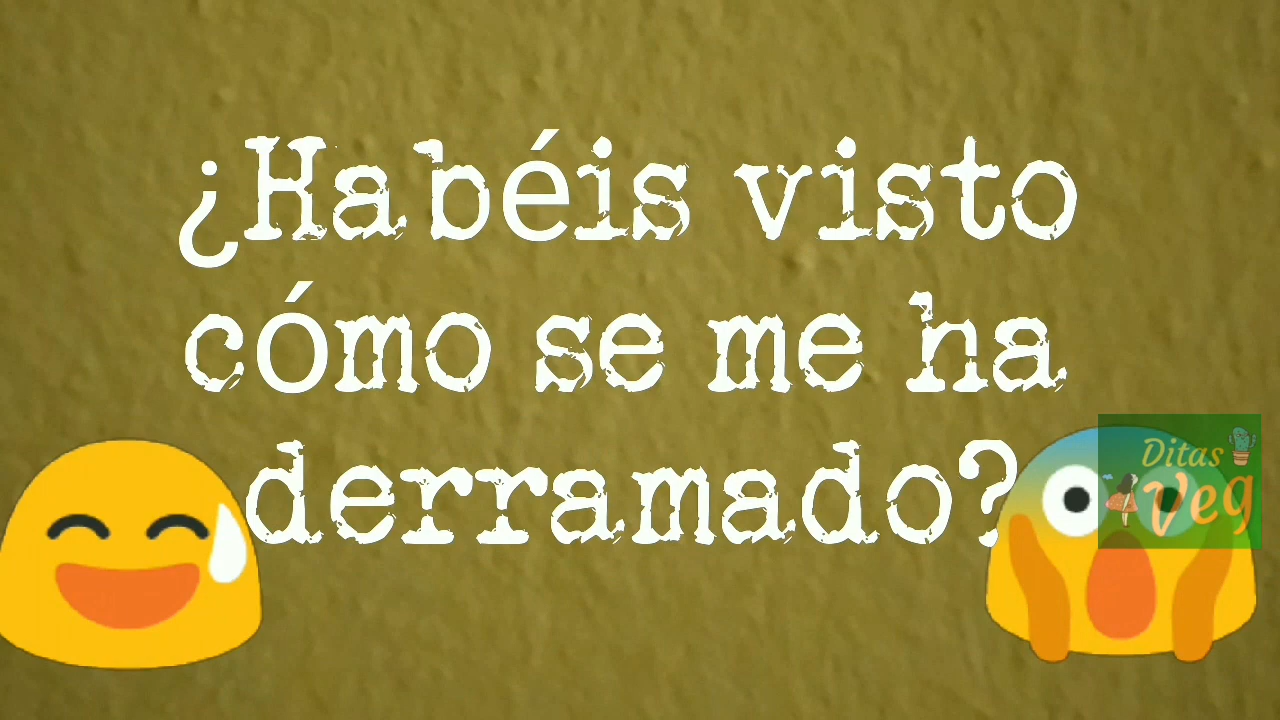 ¿Habéis visto
cómo se me ha
derramado?
Ditas
Veg